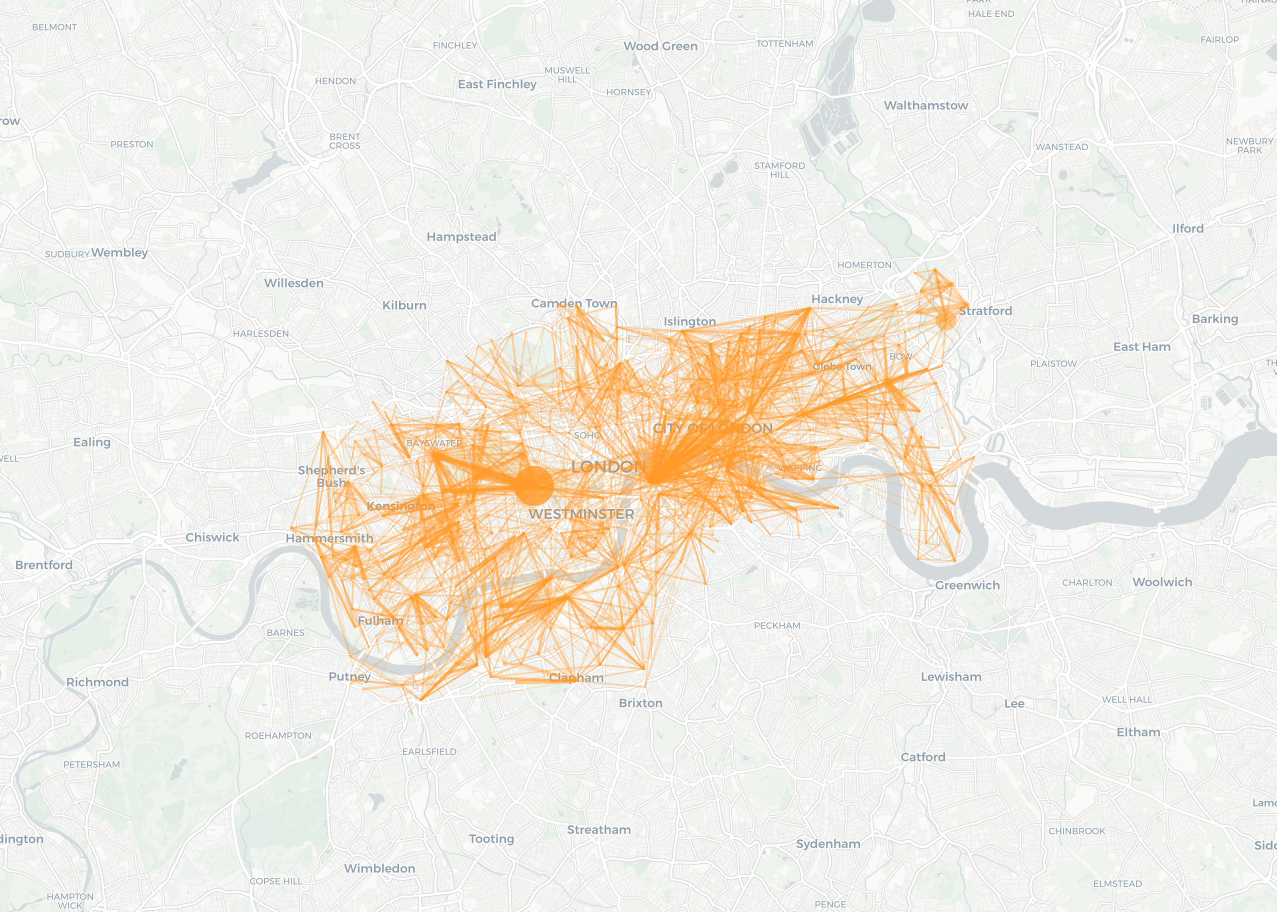 HALE END
BELMONT
FINCHLEY
Wood Green
TOTTENHAM
FAIRLOP
HENDON
East Finchley
MUSWELL
HILL
HORNSEY
Walthamstow
PRESTON
BRENT
CROSS
WANSTEAD
NEWBURY
PARK
STAMFORD
HILL
Hampstead
Ilford
SUDBURY
Wembley
HOMERTON
Willesden
Kilburn
Camden Town
Hackney
Stratford
Islington
Barking
HARLESDEN
East Ham
BOW
PLAISTOW
Globe Town
CITY OF LONDON
SOHO
Ealing
BAYSWATER
LONDON
WAPPING
Shepherd's
Bush
Kensington
WESTMINSTER
Chiswick
Hammersmith
Brentford
Greenwich
CHARLTON
Woolwich
Fulham
BARNES
PECKHAM
Richmond
Putney
Clapham
Lewisham
Brixton
Lee
WELL HALL
ROEHAMPTON
EARLSFIELD
Eltham
PETERSHAM
Catford
Tooting
Streatham
Sydenham
CHINBROOK
Wimbledon
COPSE HILL
ELMSTEAD
HAMPTON
WICK
PENGE